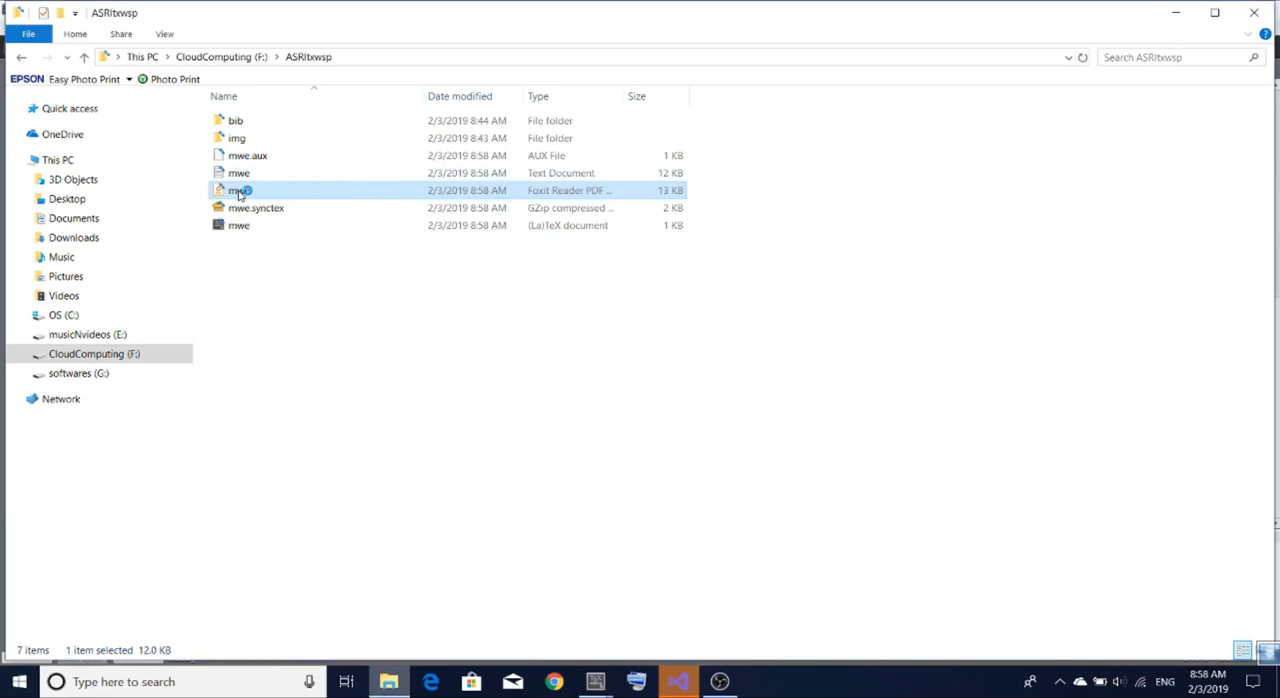 ASRItxwsp
File Home Share View
This PC CloudComputing (F:) ASRItxwsp Search ASRItxwsp
EPSON Easy Photo Print Photo Print
Name Date modified Type Size
Quick access
OneDrive
This PC
3D Objects
Desktop
Documents
Downloads
Music
Pictures
Videos
OS (C:)
musicNvideos (E:)
CloudComputing (F:)
softwares (G:)
Network
bib 2/3/2019 8:44 AM File folder
img 2/3/2019 8:43 AM File folder
mwe.aux 2/3/2019 8:58 AM AUX File 1 KB
mwe 2/3/2019 8:58 AM Text Document 12 KB
2/3/2019 8:58 AM Foxit Reader PDF ... 13 KB
mwe.synctex 2/3/2019 8:58 AM GZip compressed ... 2 KB
mwe 2/3/2019 8:58 AM (La)TeX document 1 KB
7 items 1 item selected 12.0 KB
Type here to search
ENG
8:58 AM
2/3/2019